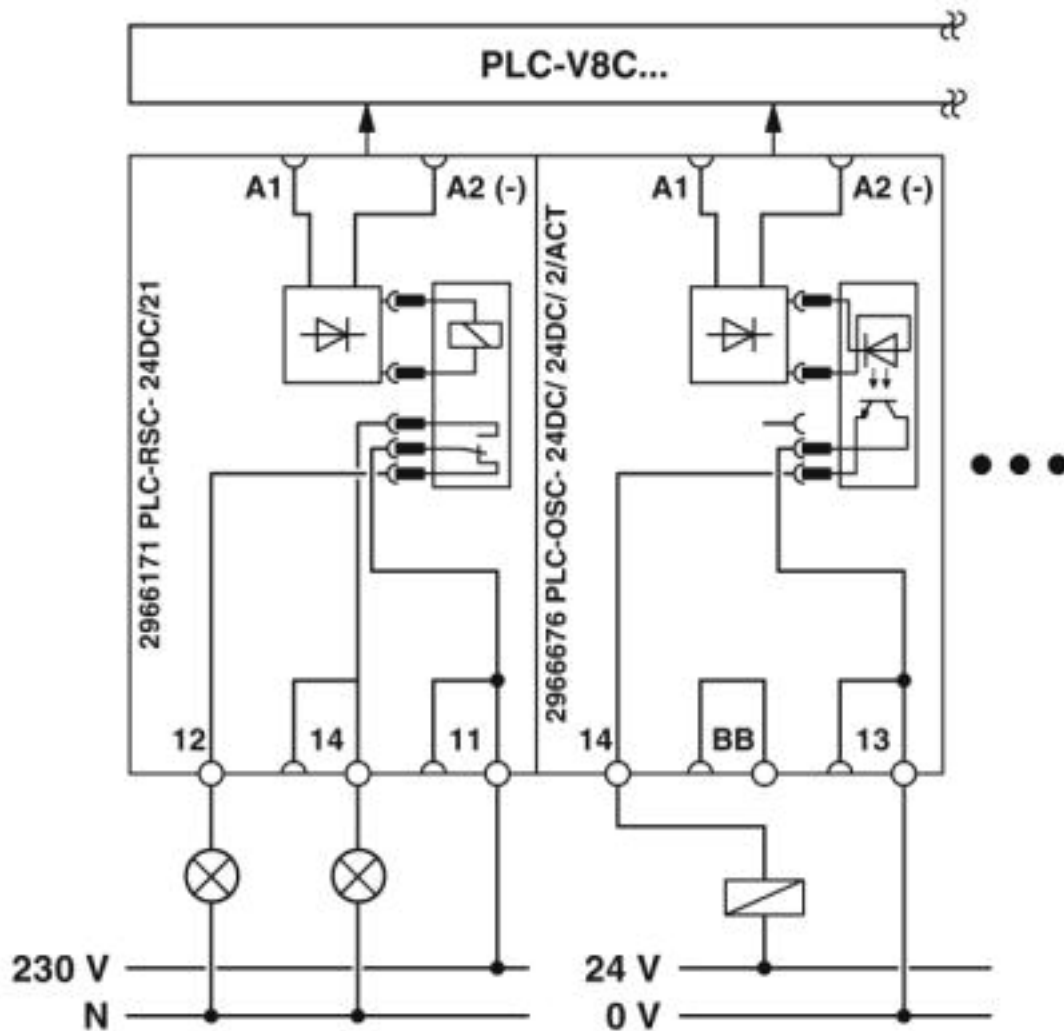 PLC-V8C...
A1
A2 (-)
A1
A2 (-)
2966171 PLC-RSC- 24DC/21
2966676 PLC-OSC- 24DC/ 24DC/ 2/ACT
12
14
11
14
BB
13
230 V
24 V
N
0 V